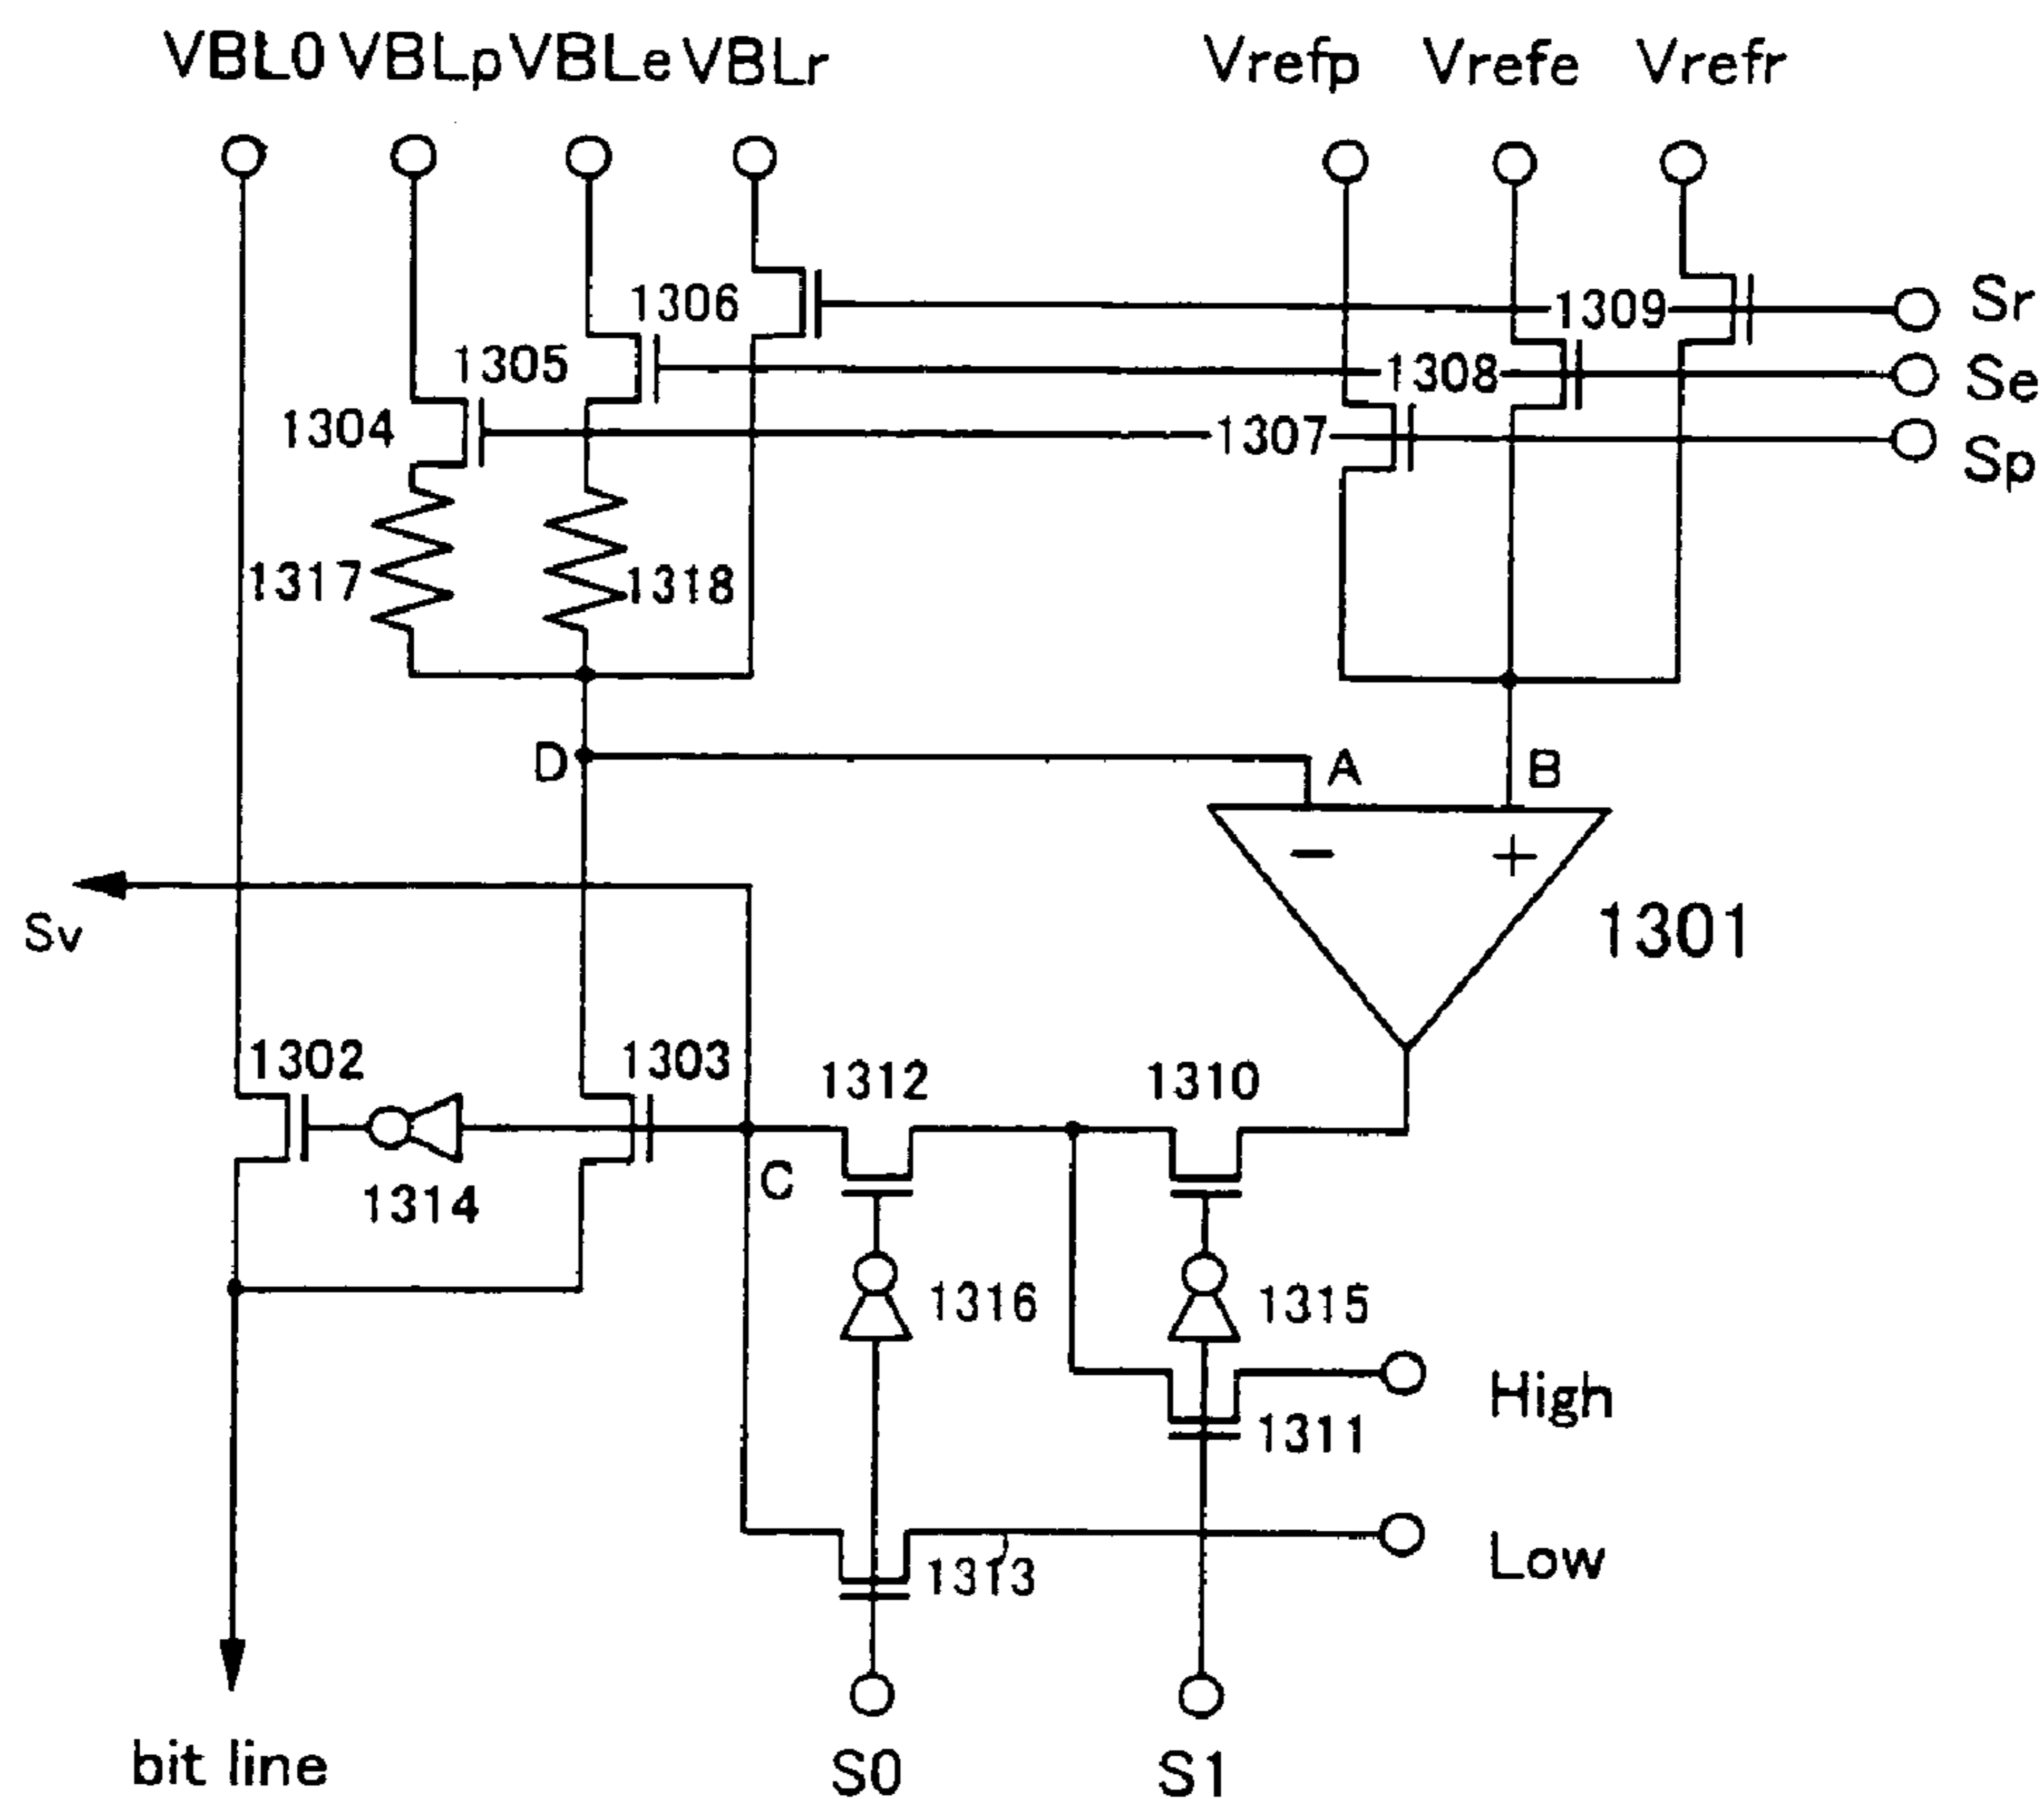 VBL0 VBLp VBLe VBLr Vrefp Vrefe Vrefr
1306 1309 Sr
1305 1308 Se
1304 1307 Sp
1317 1318
D A B
− +
Sv 1301
1302 1303 1312 1310
1314 C
1316 1315
High
1311
Low
1313
bit line S0 S1